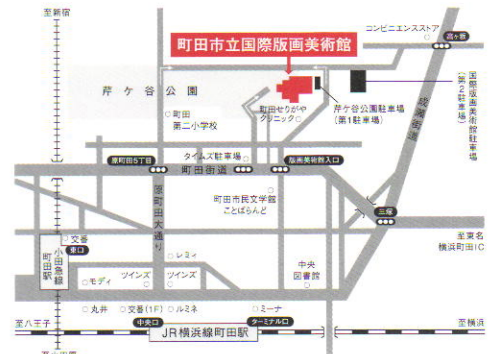 至新宿
コンビニエンスストア
高ヶ坂
町田市立国際版画美術館
芹ケ谷公園
町田
第二小学校
町田せりがや
クリニック
芹ケ谷公園駐車場
(第1駐車場)
国際版画美術館駐車場
(第2駐車場)
成瀬街道
タイムズ駐車場
原町田5丁目
町田街道
版画美術館入口
町田市民文学館
ことばらんど
原町田大通り
三塚
至東名
横浜町田IC
交番
東口
小田急線
町田駅
レミィ
モディ
ツインズ
ツインズ
中央
図書館
丸井
交番(1F)
ルミネ
ミーナ
至八王子
中央口
ターミナル口
至横浜
JR横浜線町田駅